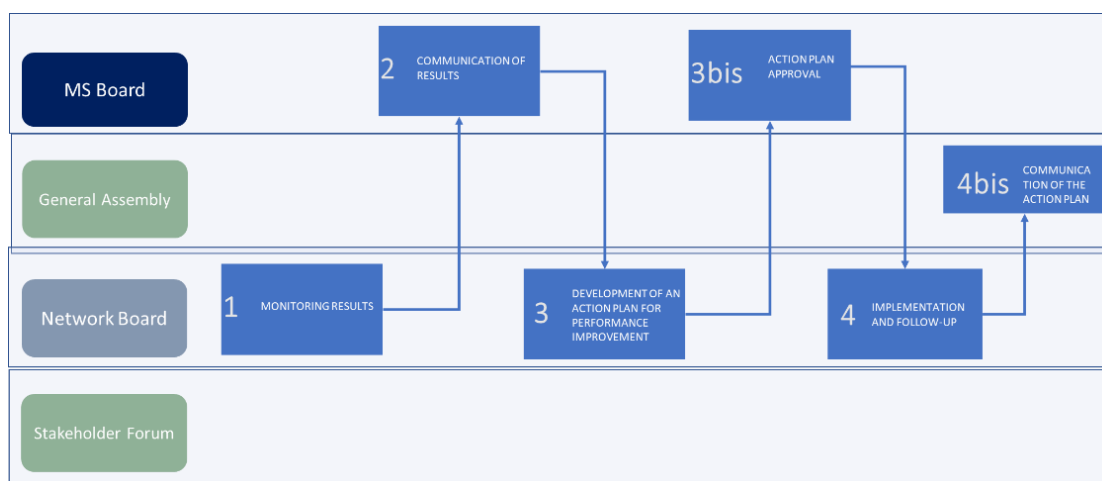 MS Board
2
COMMUNICATION OF
RESULTS
3bis
ACTION PLAN
APPROVAL
General Assembly
4bis
COMMUNICA
TION OF THE
ACTION PLAN
Network Board
1
MONITORING RESULTS
3
DEVELOPMENT OF AN
ACTION PLAN FOR
PERFORMANCE
IMPROVEMENT
4
IMPLEMENTATION
AND FOLLOW-UP
Stakeholder Forum